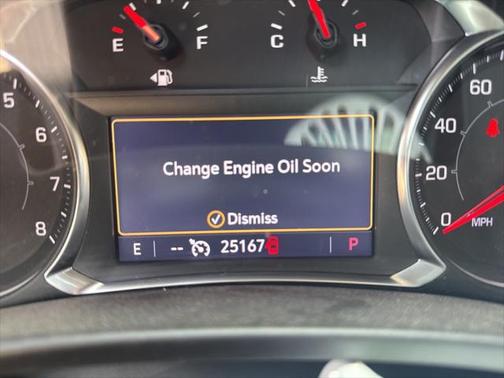 E F
C H
5
6
7
8
60
40
20
0
MPH
Change Engine Oil Soon
Dismiss
E -- 25167 P